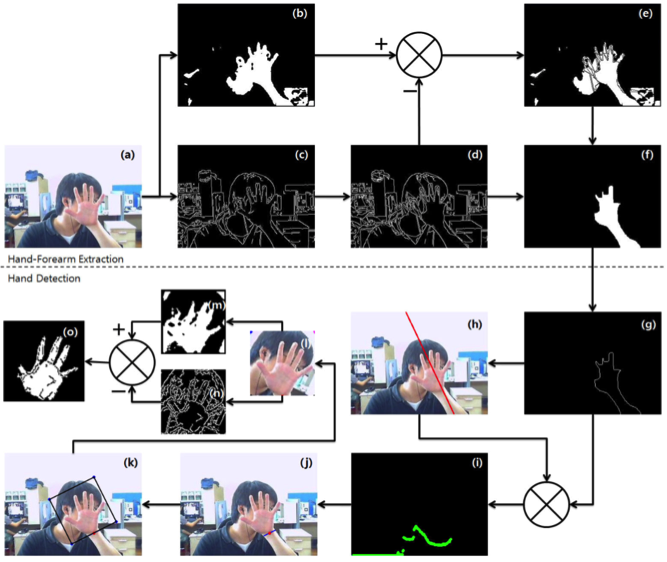 (b)
(e)
+
−
(a)
(c)
(d)
(f)
Hand-Forearm Extraction
Hand Detection
(m)
(o)
+
−
(l)
(h)
(g)
(n)
(k)
(j)
(i)